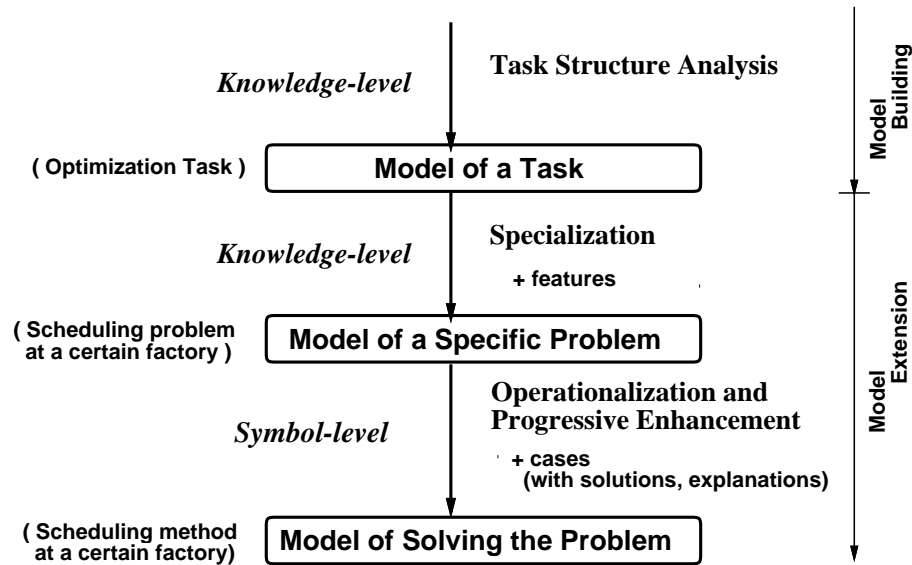 Task Structure Analysis
Knowledge-level
Model
Building
( Optimization Task )
Model of a Task
Specialization
Knowledge-level
+ features
( Scheduling problem
at a certain factory )
Model of a Specific Problem
Model
Extension
Operationalization and
Progressive Enhancement
Symbol-level
+ cases
(with solutions, explanations)
( Scheduling method
at a certain factory)
Model of Solving the Problem